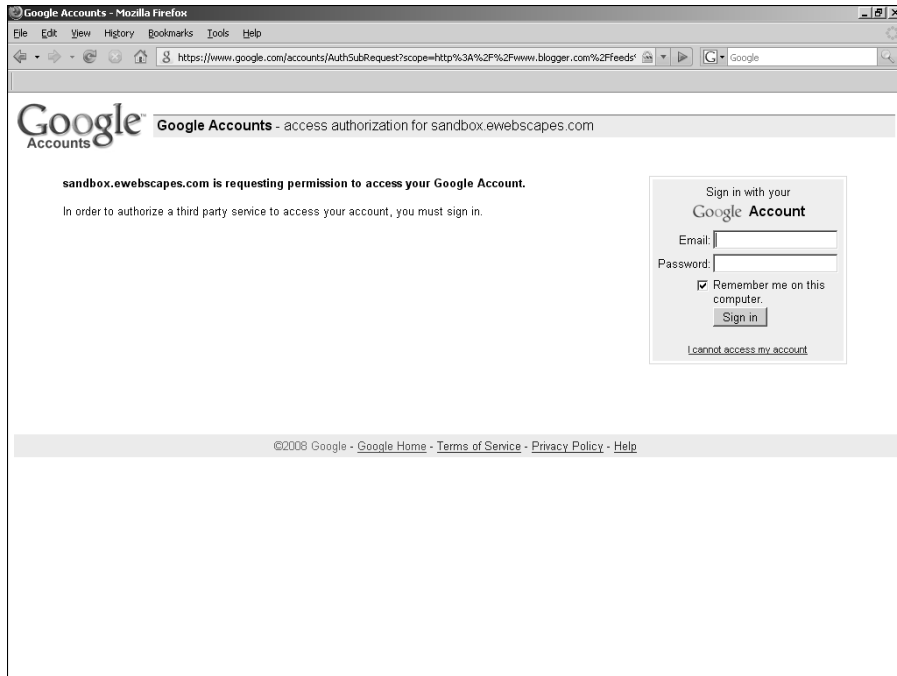 Google Accounts - Mozilla Firefox
File Edit View History Bookmarks Tools Help
https://www.google.com/accounts/AuthSubRequest?scope=http%3A%2F%2Fwww.blogger.com%2Ffeeds% Google
Google™ Accounts
Google Accounts - access authorization for sandbox.ewebscapes.com
sandbox.ewebscapes.com is requesting permission to access your Google Account.
In order to authorize a third party service to access your account, you must sign in.
Sign in with your
Google Account
Email:
Password:
Remember me on this
computer.
Sign in
I cannot access my account
©2008 Google - Google Home - Terms of Service - Privacy Policy - Help